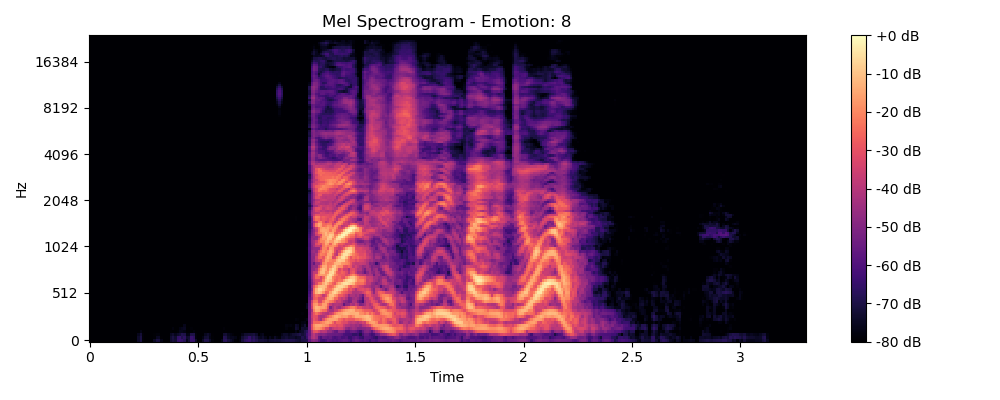 Mel Spectrogram - Emotion: 8
Hz
16384
8192
4096
2048
1024
512
0
0 0.5 1 1.5 2 2.5 3
Time
+0 dB
-10 dB
-20 dB
-30 dB
-40 dB
-50 dB
-60 dB
-70 dB
-80 dB